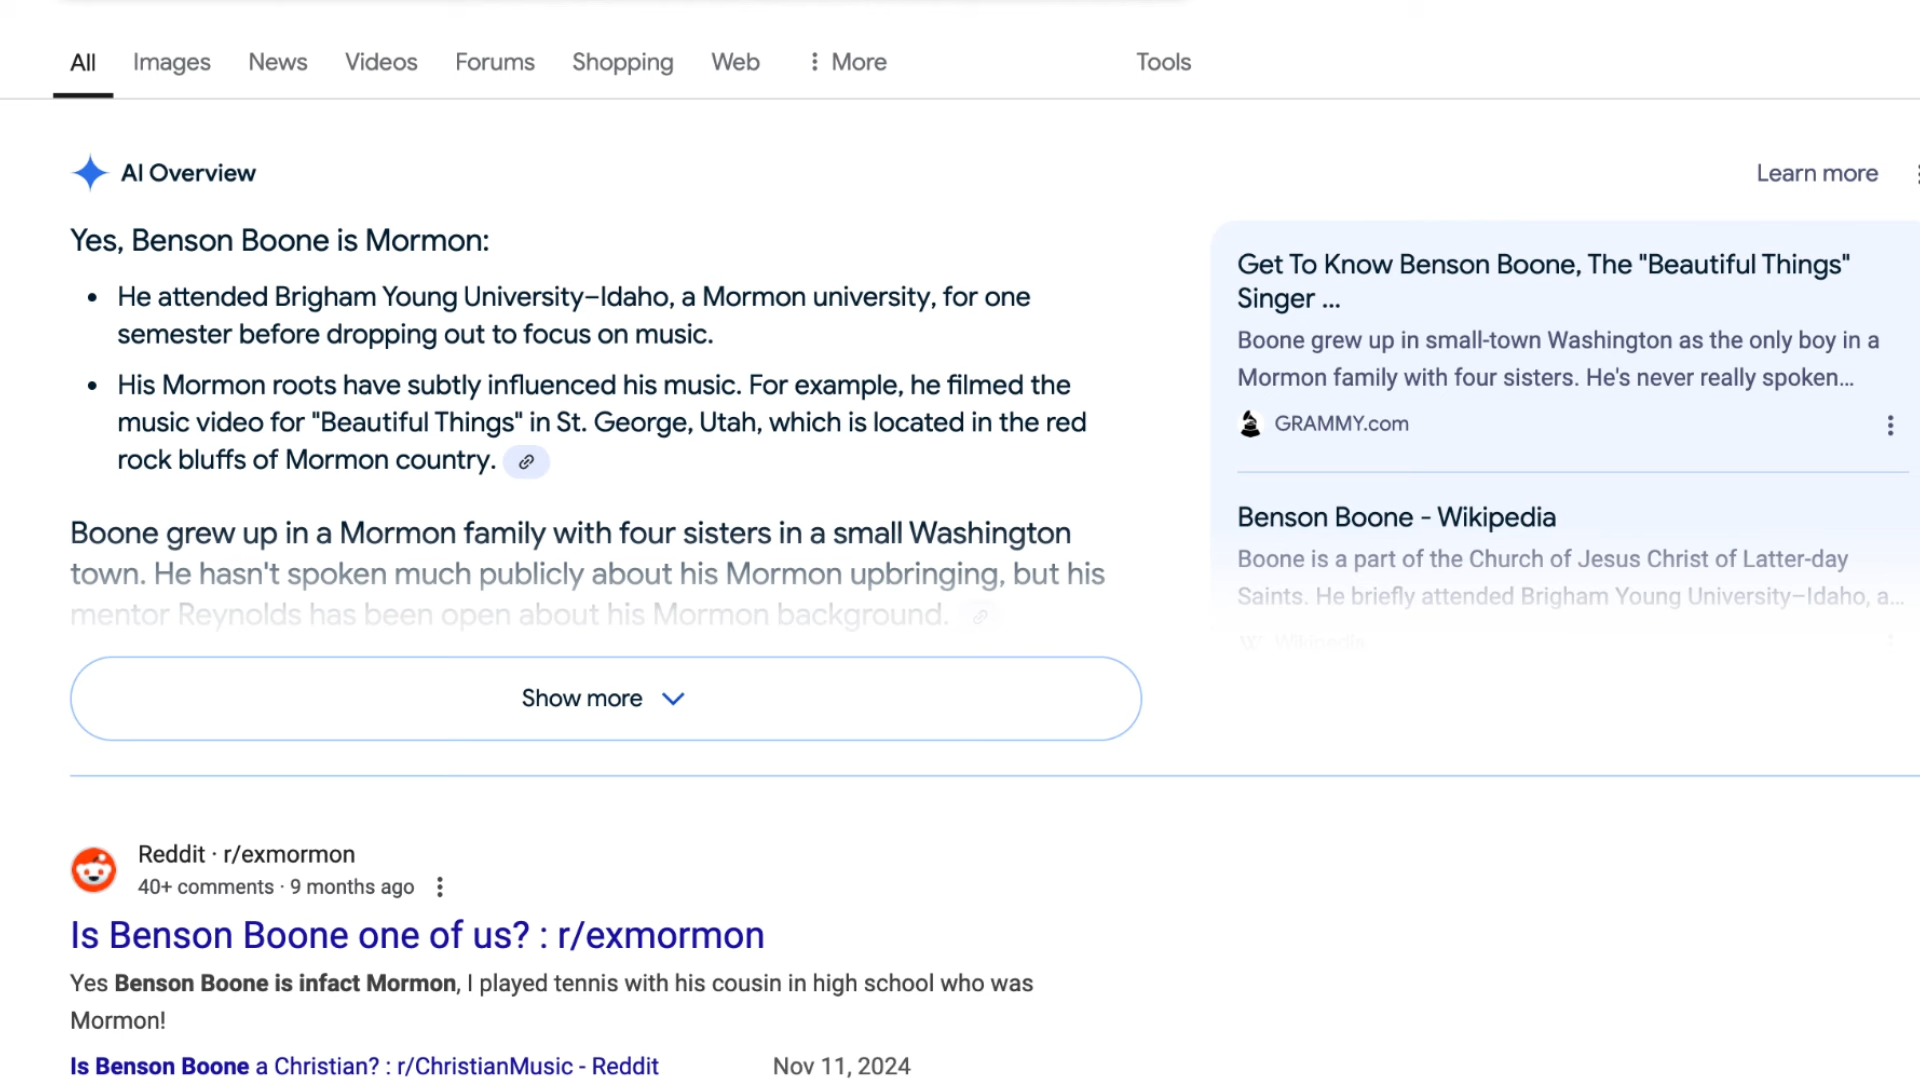 All Images News Videos Forums Shopping Web More Tools
AI Overview
Learn more
Yes, Benson Boone is Mormon:
He attended Brigham Young University–Idaho, a Mormon university, for one
semester before dropping out to focus on music.
His Mormon roots have subtly influenced his music. For example, he filmed the
music video for "Beautiful Things" in St. George, Utah, which is located in the red
rock bluffs of Mormon country.
Boone grew up in a Mormon family with four sisters in a small Washington
town. He hasn't spoken much publicly about his Mormon upbringing, but his
mentor Reynolds has been open about his Mormon background.
Show more
Get To Know Benson Boone, The "Beautiful Things"
Singer ...
Boone grew up in small-town Washington as the only boy in a
Mormon family with four sisters. He's never really spoken...
GRAMMY.com
Benson Boone - Wikipedia
Boone is a part of the Church of Jesus Christ of Latter-day
Saints. He briefly attended Brigham Young University–Idaho, a...
Wikipedia
Reddit · r/exmormon
40+ comments · 9 months ago
Is Benson Boone one of us? : r/exmormon
Yes Benson Boone is infact Mormon, I played tennis with his cousin in high school who was
Mormon!
Is Benson Boone a Christian? : r/ChristianMusic - Reddit Nov 11, 2024